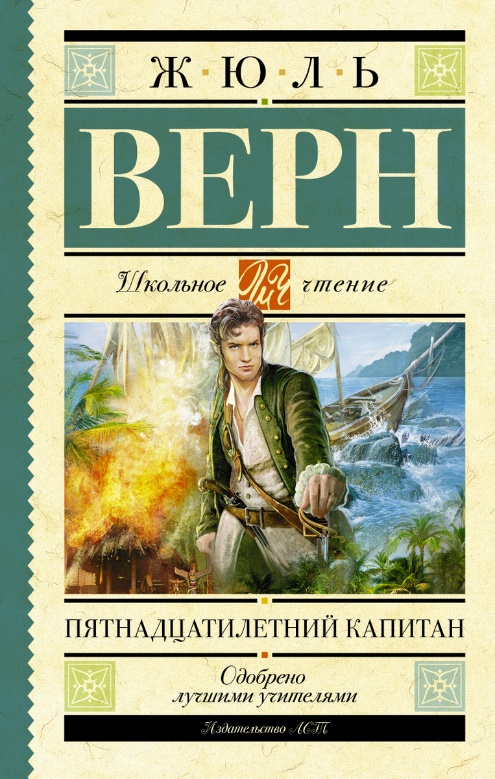 Ж·Ю·Л·Ь
ВЕРН
Школьное чтение
ПЯТНАДЦАТИЛЕТНИЙ КАПИТАН
Одобрено
лучшими учителями
Издательство АСТ